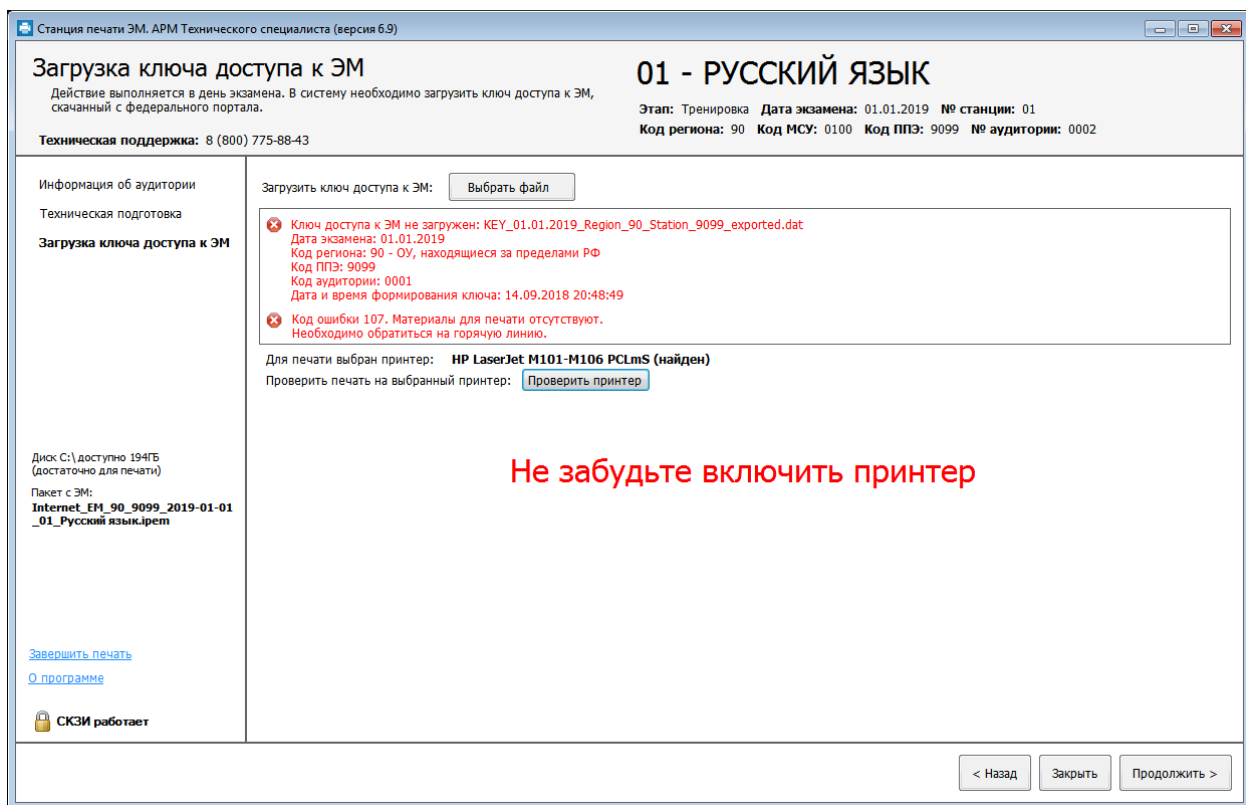 Станция печати ЭМ. АРМ Технического специалиста (версия 6.9)
Загрузка ключа доступа к ЭМ
Действие выполняется в день экзамена. В систему необходимо загрузить ключ доступа к ЭМ,
скачанный с федерального портала.
Техническая поддержка: 8 (800) 775-88-43
01 - РУССКИЙ ЯЗЫК
Этап: Тренировка Дата экзамена: 01.01.2019 № станции: 01
Код региона: 90 Код МСУ: 0100 Код ППЭ: 9099 № аудитории: 0002
Информация об аудитории
Техническая подготовка
Загрузка ключа доступа к ЭМ
Диск C:\ доступно 194ГБ
(достаточно для печати)
Пакет с ЭМ:
Internet_EM_90_9099_2019-01-01
_01_Русский язык.ipem
Завершить печать
О программе
СКЗИ работает
Загрузить ключ доступа к ЭМ: Выбрать файл
Ключ доступа к ЭМ не загружен: KEY_01.01.2019_Region_90_Station_9099_exported.dat
Дата экзамена: 01.01.2019
Код региона: 90 - ОУ, находящиеся за пределами РФ
Код ППЭ: 9099
Код аудитории: 0001
Дата и время формирования ключа: 14.09.2018 20:48:49
Код ошибки 107. Материалы для печати отсутствуют.
Необходимо обратиться на горячую линию.
Для печати выбран принтер: HP LaserJet M101-M106 PCLmS (найден)
Проверить печать на выбранный принтер: Проверить принтер
Не забудьте включить принтер
< Назад Закрыть Продолжить >